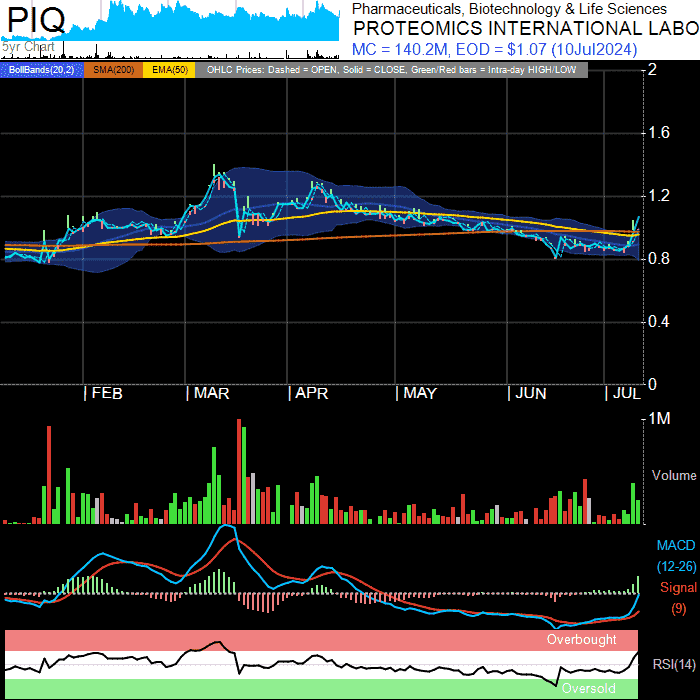 PIQ
5yr Chart
Pharmaceuticals, Biotechnology & Life Sciences
PROTEOMICS INTERNATIONAL LABO
MC = 140.2M, EOD = $1.07 (10Jul2024)
BollBands(20,2) SMA(200) EMA(50) OHLC Prices: Dashed = OPEN, Solid = CLOSE, Green/Red bars = Intra-day HIGH/LOW
2
1.6
1.2
0.8
0.4
0
| FEB | MAR | APR | MAY | JUN | JUL
1M
Volume
MACD
(12-26)
Signal
(9)
Overbought
RSI(14)
Oversold